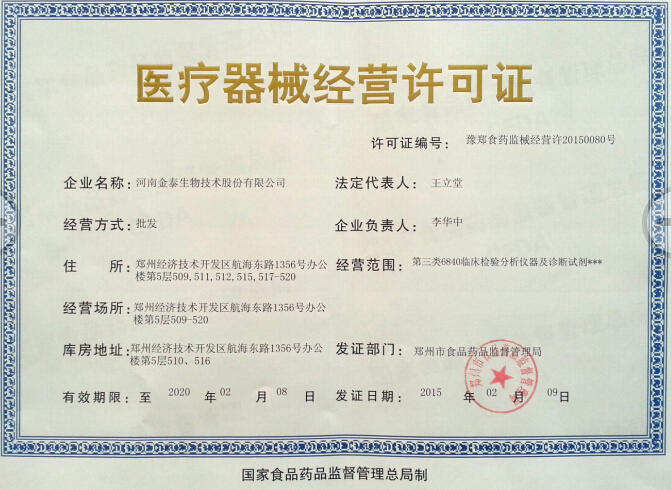 医疗器械经营许可证
许可证编号: 豫郑食药监械经营许20150080号
企业名称: 河南金泰生物技术股份有限公司
法定代表人: 王立堂
经营方式: 批发
企业负责人: 李华中
住 所: 郑州经济技术开发区航海东路1356号办公
楼第5层509,511,512,515,517-520
经营范围: 第三类6840临床检验分析仪器及诊断试剂***
经营场所: 郑州经济技术开发区航海东路1356号办公
楼第5层509-520
库房地址: 郑州经济技术开发区航海东路1356号办公
楼第5层510、516
发证部门: 郑州市食品药品监督管理局
有效期限: 至 2020 年 02 月 08 日
发证日期: 2015 年 02 月 09 日
国家食品药品监督管理总局制